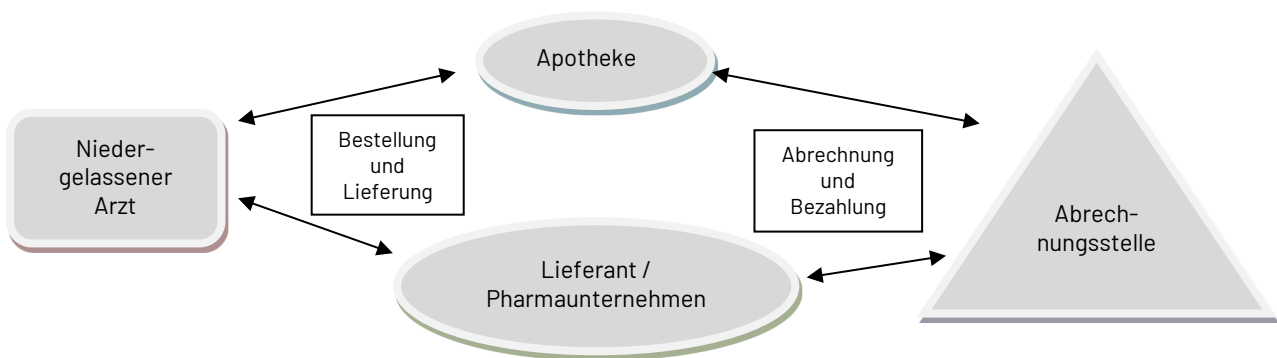 Apotheke
Nieder-
gelassener
Arzt
Bestellung
und
Lieferung
Abrechnung
und
Bezahlung
Abrech-
nungsstelle
Lieferant /
Pharmaunternehmen